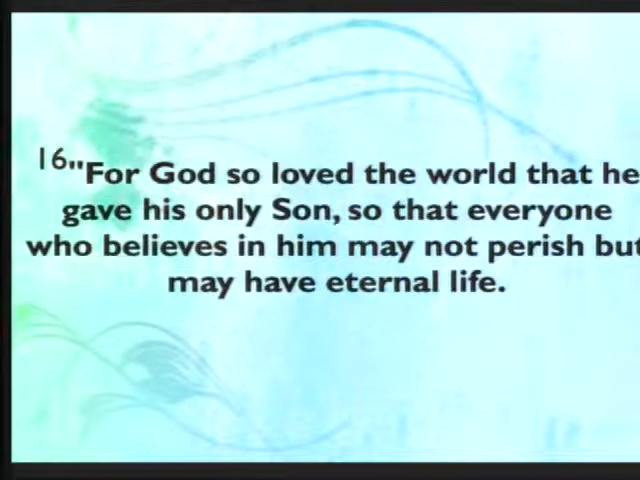 16"For God so loved the world that he
gave his only Son, so that everyone
who believes in him may not perish but
may have eternal life.